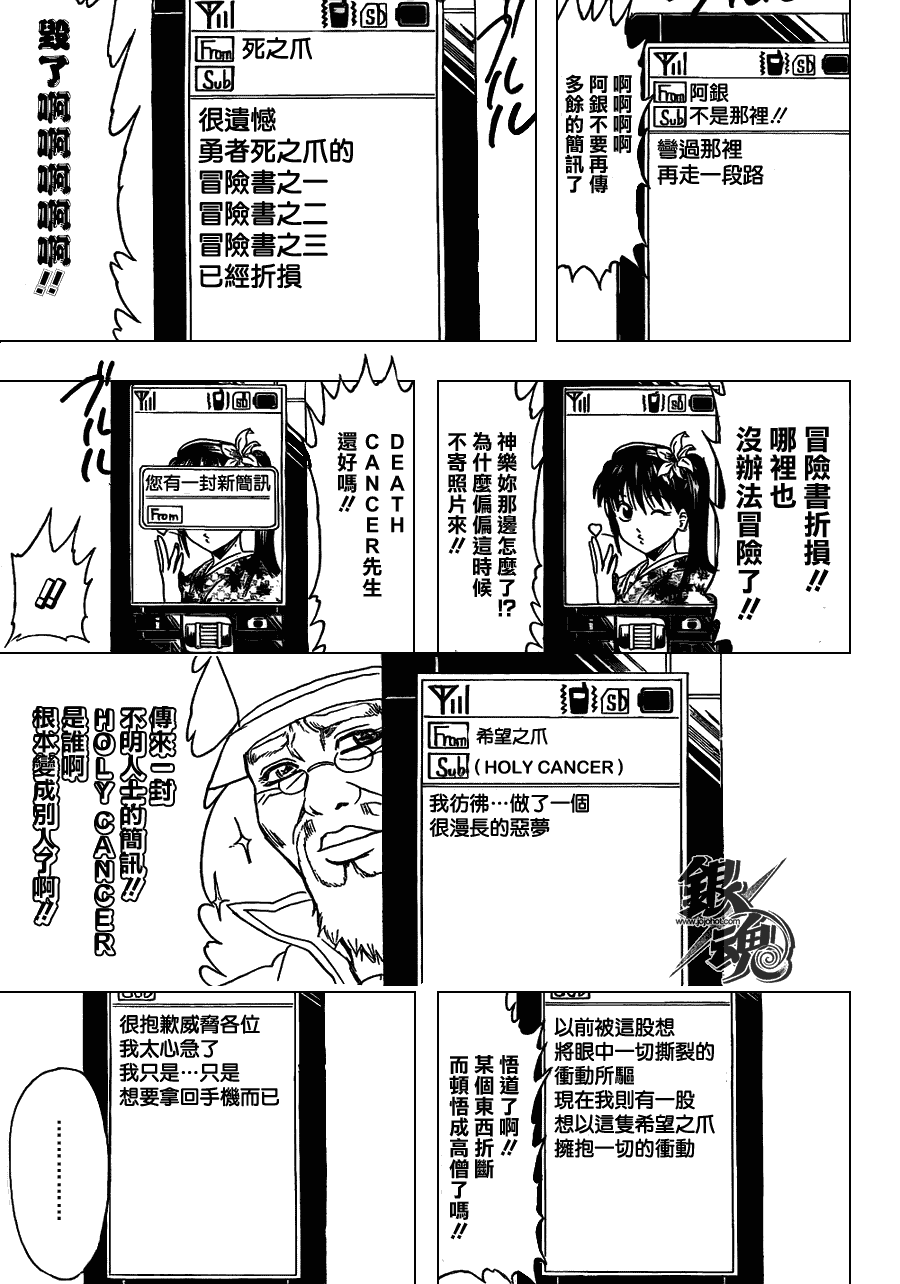 From 阿銀
Sub 不是那裡!!
彎過那裡
再走一段路
啊啊啊啊
阿銀不要再傳
多餘的簡訊了
From 死之爪
Sub
很遺憾
勇者死之爪的
冒險書之一
冒險書之二
冒險書之三
已經折損
毀了啊啊啊啊啊!!
冒險書折損!!
哪裡也
沒辦法冒險了!!
神樂妳那邊怎麼了!?
為什麼偏偏這時候
不寄照片來!!
DEATH
CANCER先生
還好嗎!!
您有一封新簡訊
From
ブルル
!!
From 希望之爪
Sub (HOLY CANCER)
我彷彿…做了一個
很漫長的惡夢
傳來一封
不明人士的簡訊!!
HOLY CANCER
是誰啊
根本變成別人了啊!!
銀魂
www.jojohot.com
以前被這股想
將眼中一切撕裂的
衝動所驅
現在我則有一股
想以這隻希望之爪
擁抱一切的衝動
悟道了啊!!
某個東西折斷
而頓悟成高僧了嗎!!
很抱歉威脅各位
我太心急了
我只是…只是
想要拿回手機而已
…………